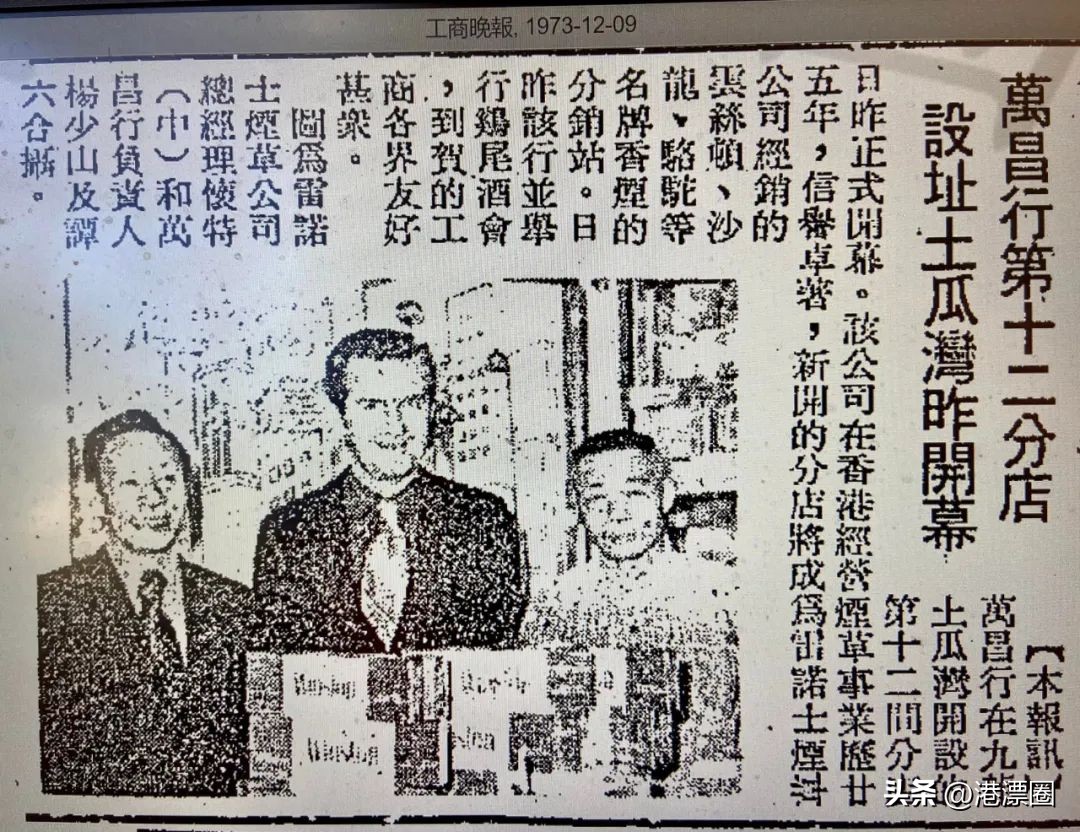 工商晚報, 1973-12-09
萬昌行第十二分店
設址土瓜灣昨開幕
【本報訊】
萬昌行在九龍
土瓜灣開設的
第十二間分
日昨正式開幕。該公司在香港經營煙草事業歷廿
五年,信譽卓著,新開的分店將成爲雷諾士煙草
公司經銷的
雲絲頓、沙
龍、駱駝等
名牌香煙的
分銷站。日
昨該行並舉
行鷄尾酒會
,到賀的工
商各界友好
甚衆。
圖爲雷諾
士煙草公司
總經理懷特
(中)和萬
昌行負責人
楊少山及譚
六合攝。
Winston
Winston
头条 @港漂圈